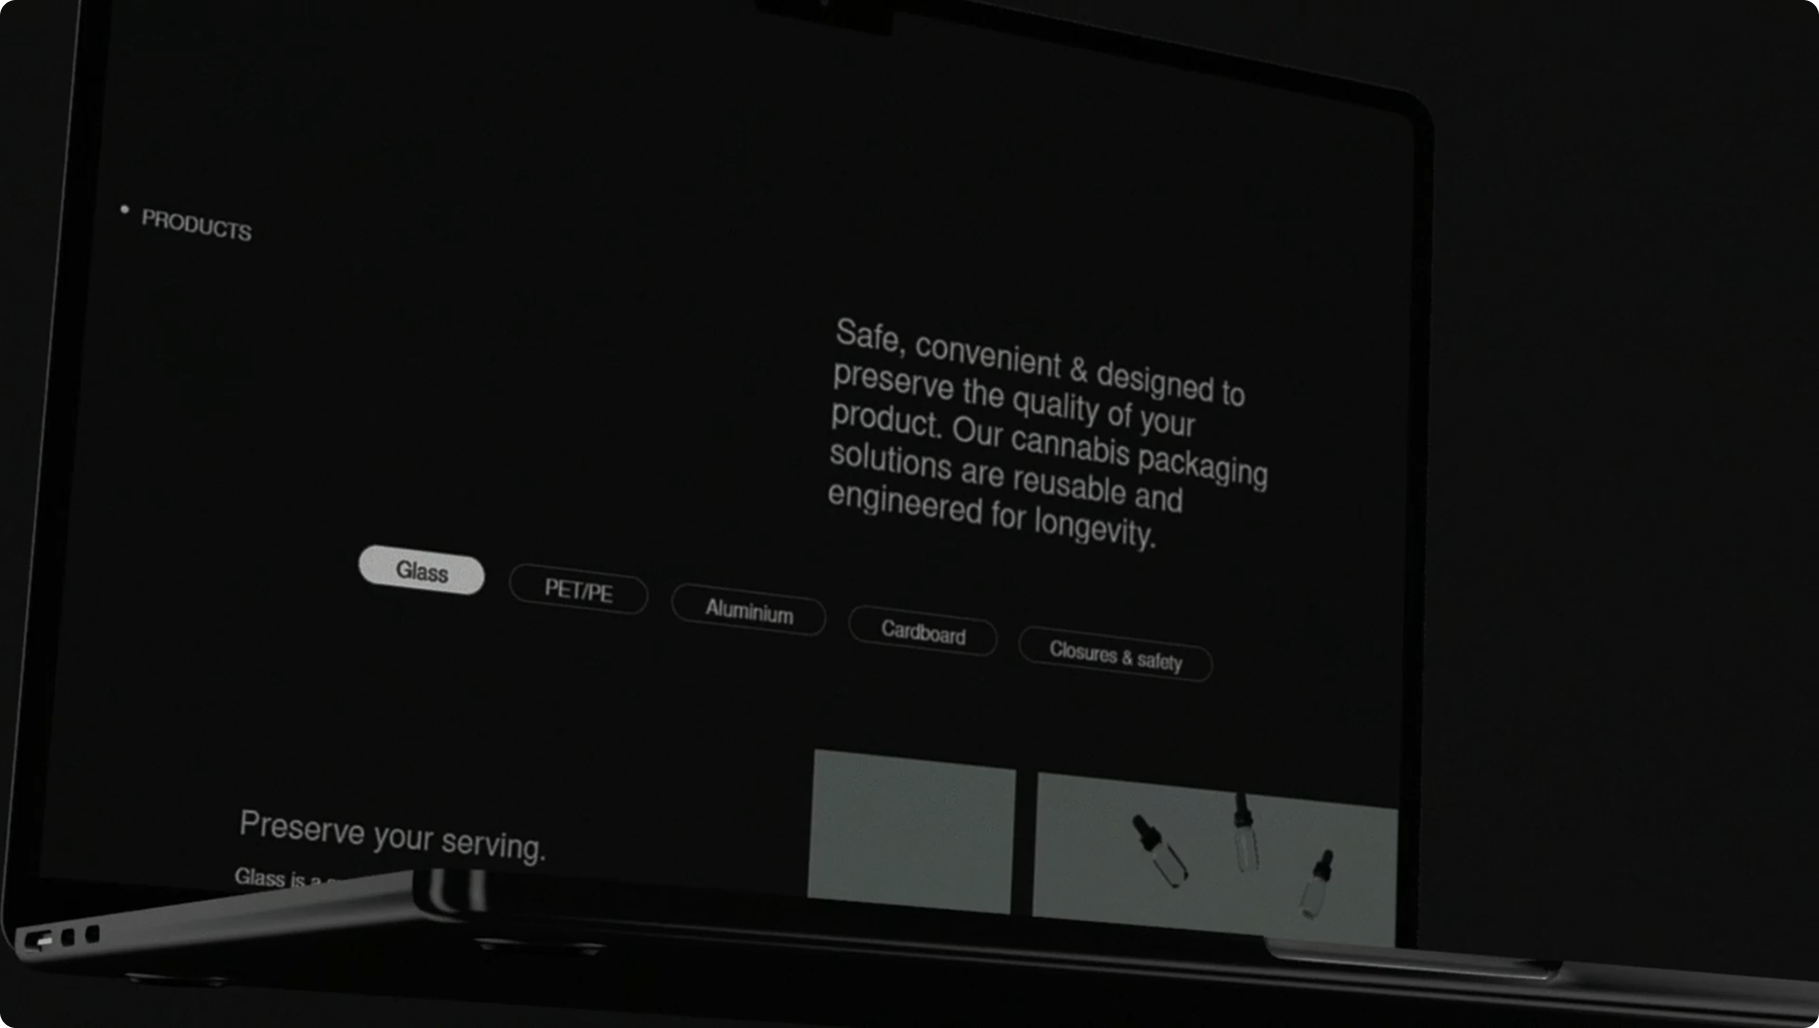 PRODUCTS
Safe, convenient & designed to
preserve the quality of your
product. Our cannabis packaging
solutions are reusable and
engineered for longevity.
Glass
PET/PE
Aluminium
Cardboard
Closures & safety
Preserve your serving.
Glass is a